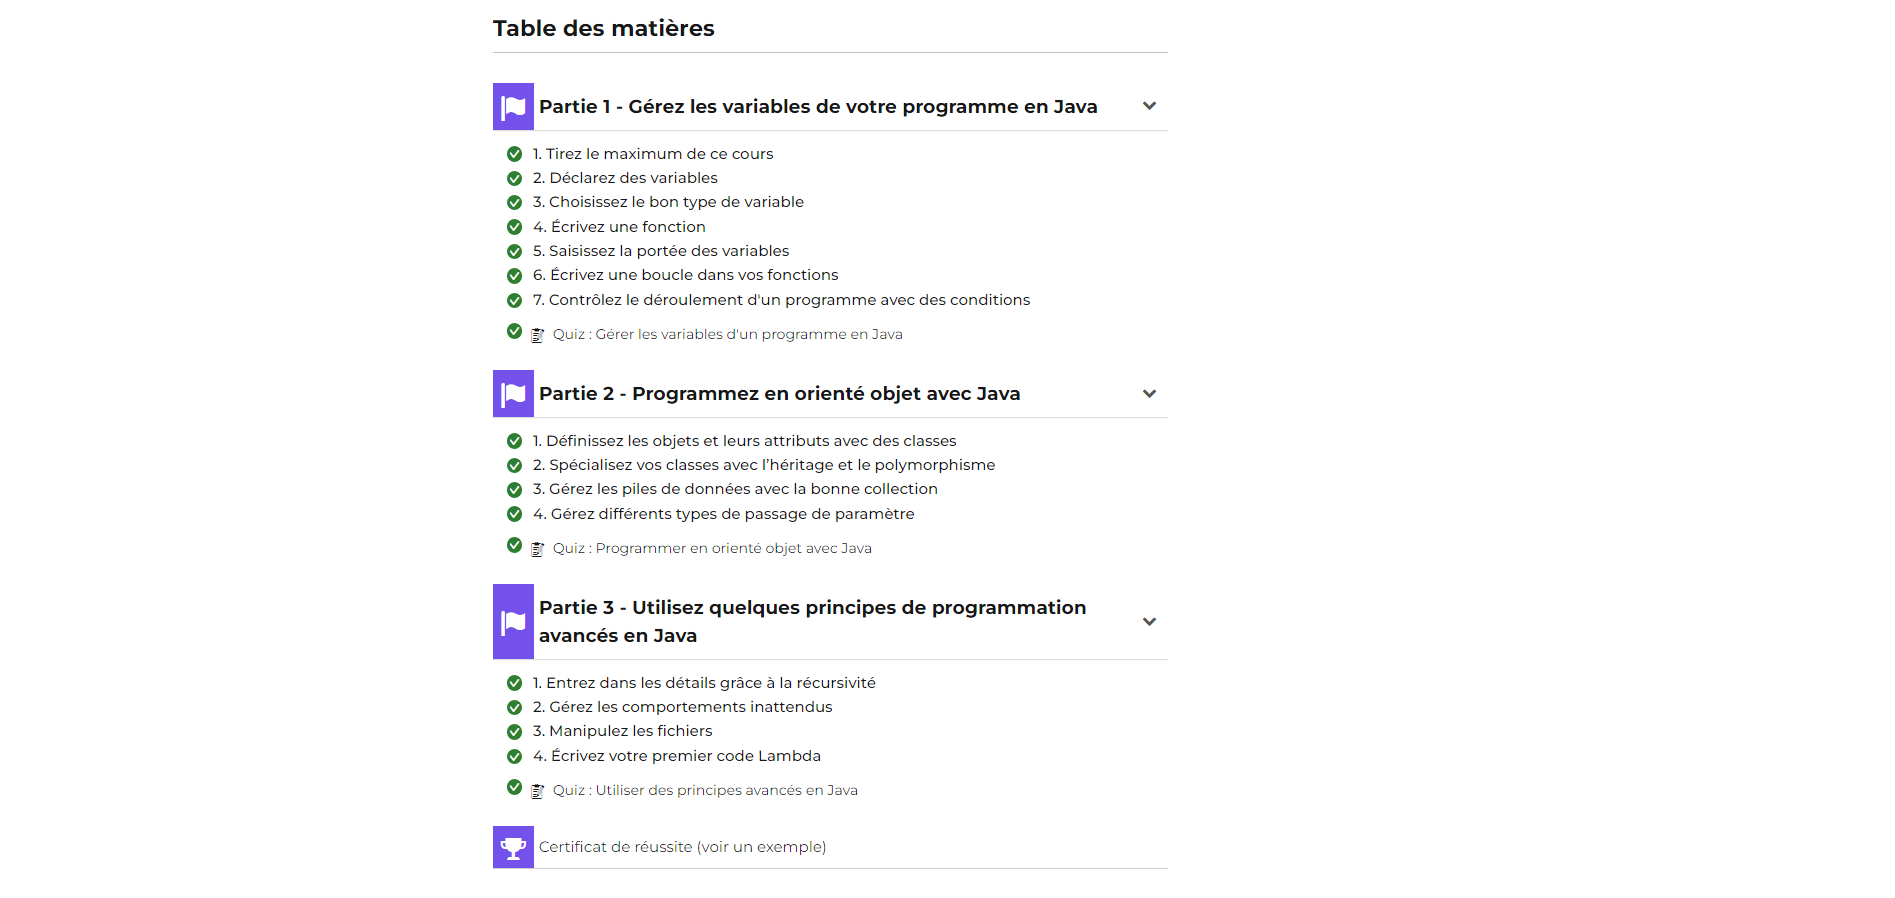 Table des matières
Partie 1 - Gérez les variables de votre programme en Java
1. Tirez le maximum de ce cours
2. Déclarez des variables
3. Choisissez le bon type de variable
4. Écrivez une fonction
5. Saisissez la portée des variables
6. Écrivez une boucle dans vos fonctions
7. Contrôlez le déroulement d'un programme avec des conditions
Quiz : Gérer les variables d'un programme en Java
Partie 2 - Programmez en orienté objet avec Java
1. Définissez les objets et leurs attributs avec des classes
2. Spécialisez vos classes avec l’héritage et le polymorphisme
3. Gérez les piles de données avec la bonne collection
4. Gérez différents types de passage de paramètre
Quiz : Programmer en orienté objet avec Java
Partie 3 - Utilisez quelques principes de programmation
avancés en Java
1. Entrez dans les détails grâce à la récursivité
2. Gérez les comportements inattendus
3. Manipulez les fichiers
4. Écrivez votre premier code Lambda
Quiz : Utiliser des principes avancés en Java
Certificat de réussite (voir un exemple)